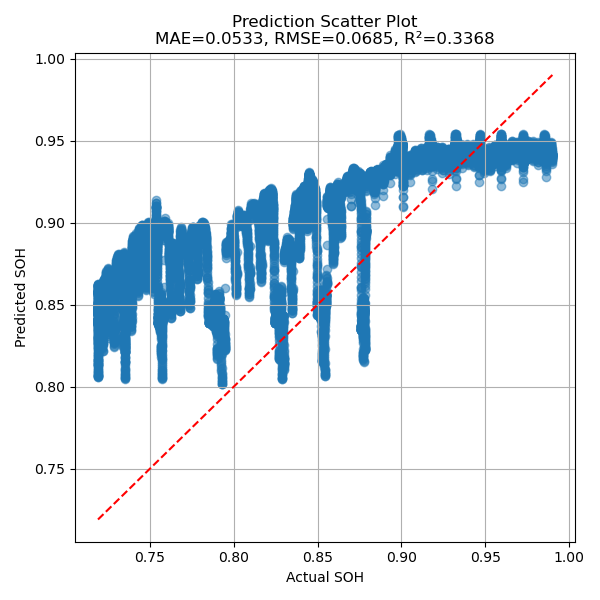 Prediction Scatter Plot
MAE=0.0533, RMSE=0.0685, R²=0.3368
1.00
0.95
0.90
0.85
0.80
0.75
Predicted SOH
0.75 0.80 0.85 0.90 0.95 1.00
Actual SOH